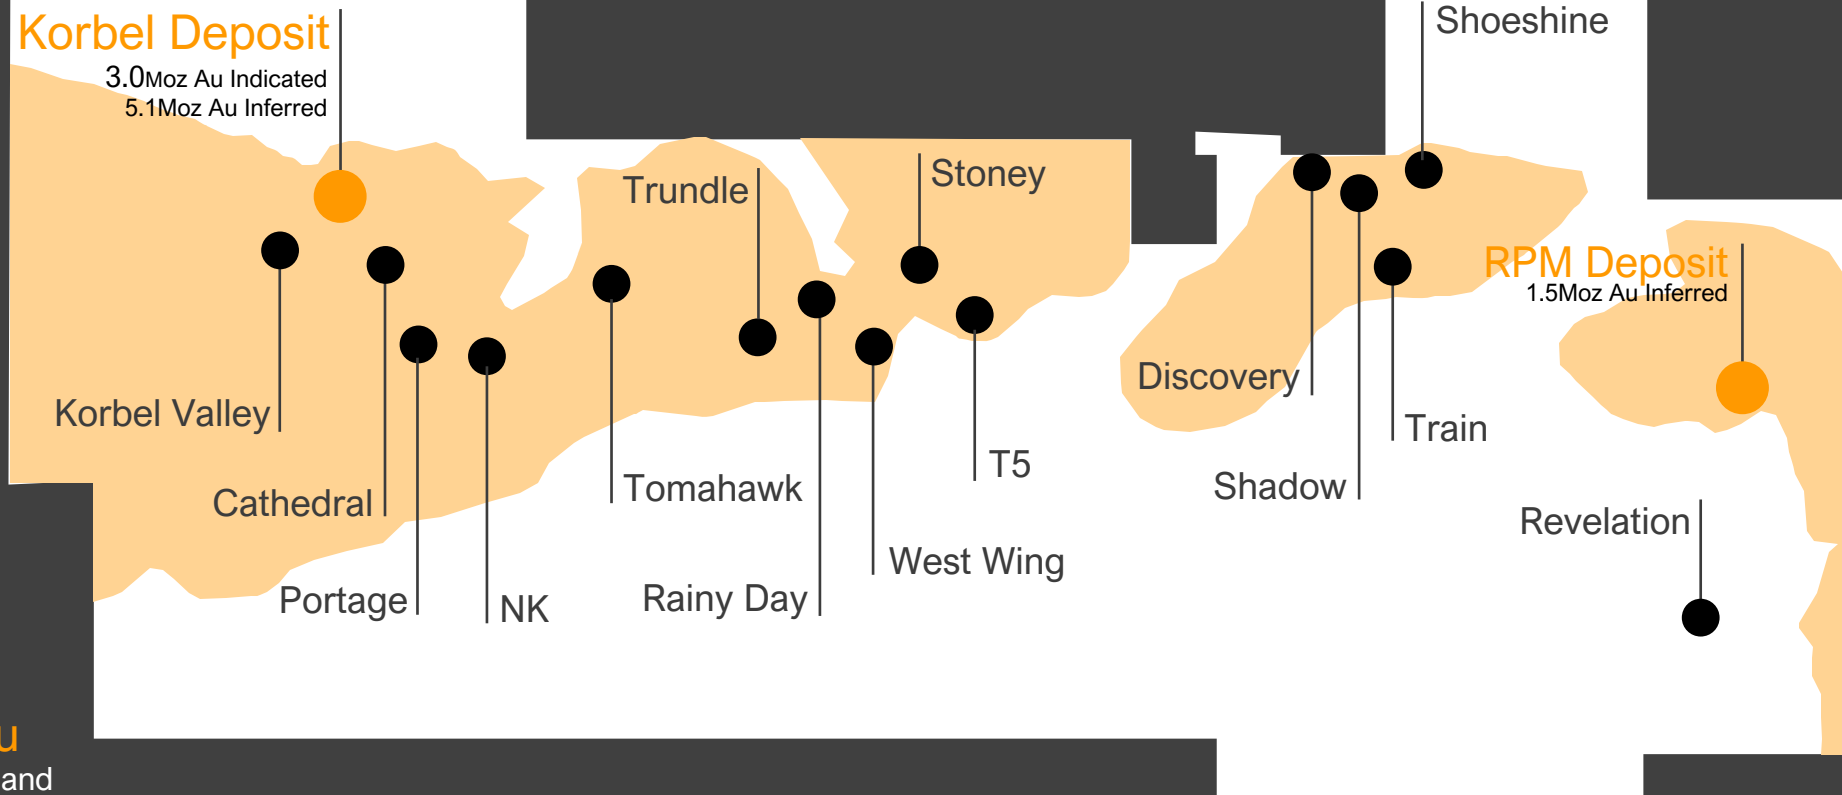 Korbel Deposit
3.0Moz Au Indicated
5.1Moz Au Inferred
Shoeshine
Trundle
Stoney
RPM Deposit
1.5Moz Au Inferred
Korbel Valley
Discovery
Train
Cathedral
Tomahawk
T5
Shadow
Revelation
Portage
NK
Rainy Day
West Wing
u
and